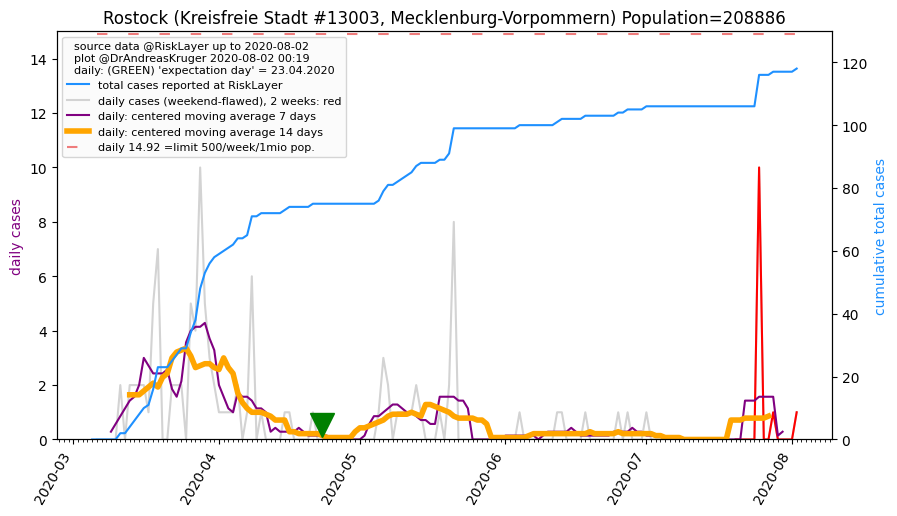 Rostock (Kreisfreie Stadt #13003, Mecklenburg-Vorpommern) Population=208886
source data @RiskLayer up to 2020-08-02
plot @DrAndreasKruger 2020-08-02 00:19
daily: (GREEN) 'expectation day' = 23.04.2020
total cases reported at RiskLayer
daily cases (weekend-flawed), 2 weeks: red
daily: centered moving average 7 days
daily: centered moving average 14 days
daily 14.92 =limit 500/week/1mio pop.
daily cases
14
12
10
8
6
4
2
0
cumulative total cases
120
100
80
60
40
20
0
2020-03
2020-04
2020-05
2020-06
2020-07
2020-08